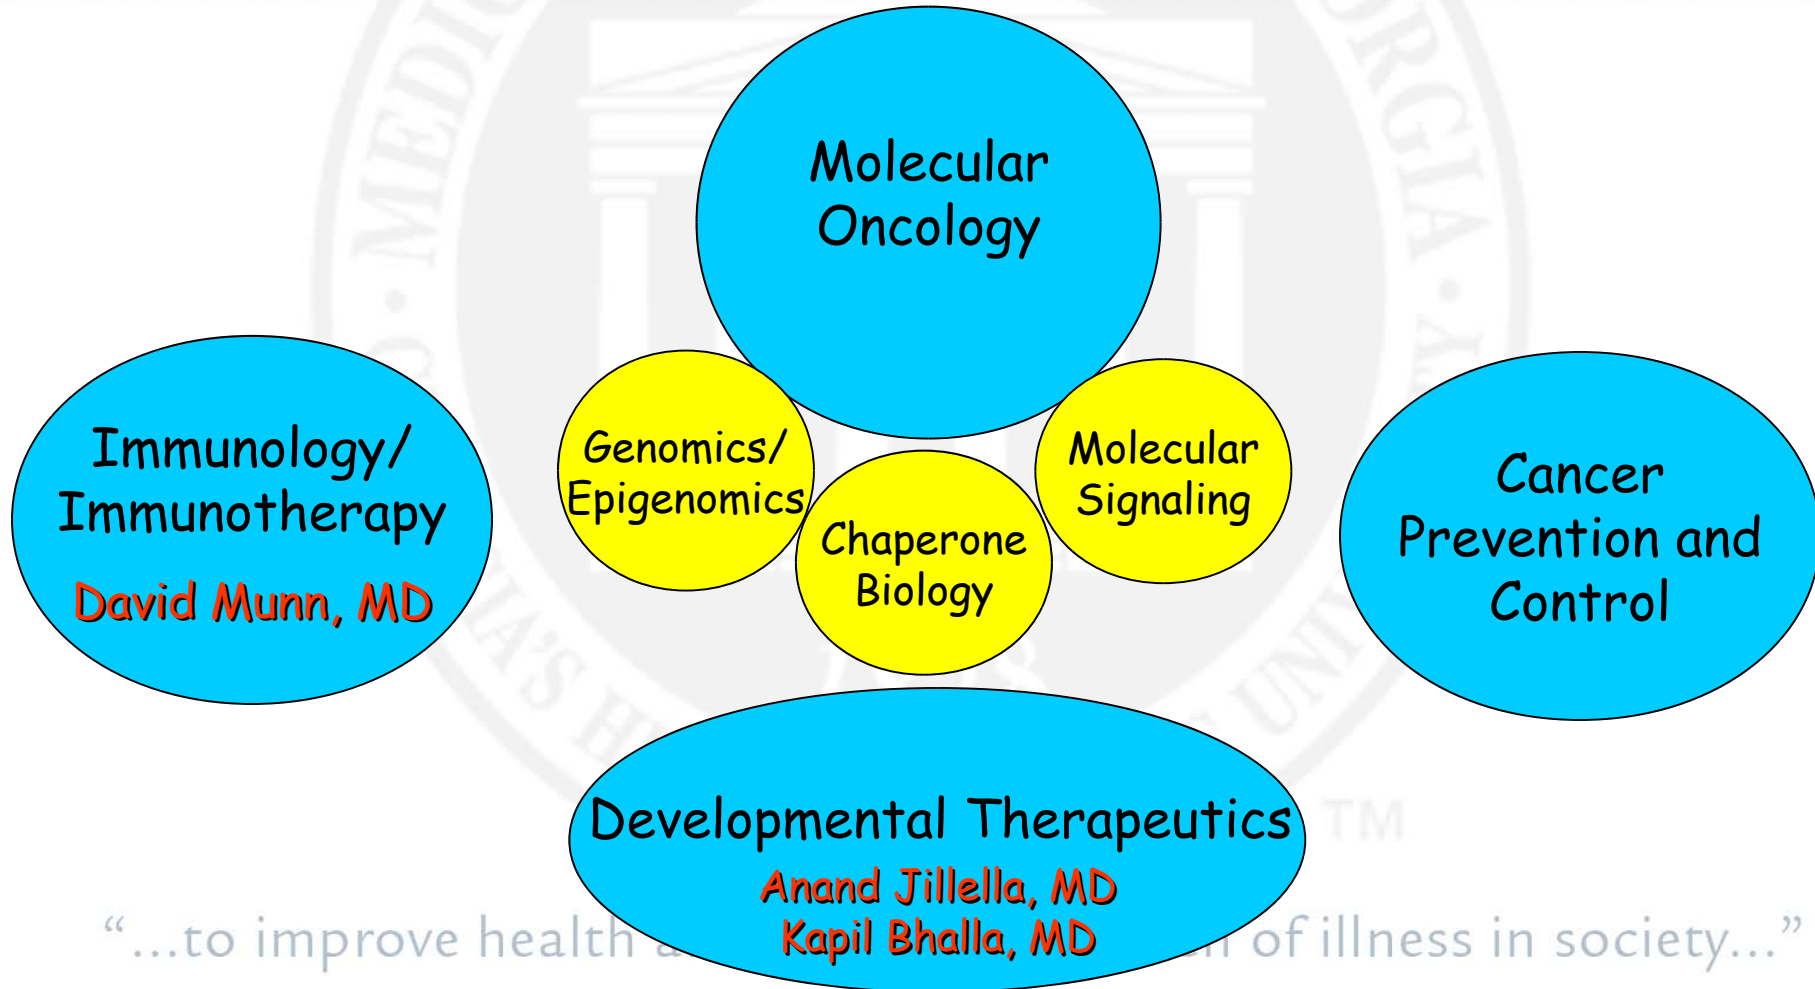 Molecular
Oncology
Immunology/
Immunotherapy
David Munn, MD
Genomics/
Epigenomics
Chaperone
Biology
Molecular
Signaling
Cancer
Prevention and
Control
Developmental Therapeutics
Anand Jillella, MD
Kapil Bhalla, MD
TM
“...to improve health of illness in society...”